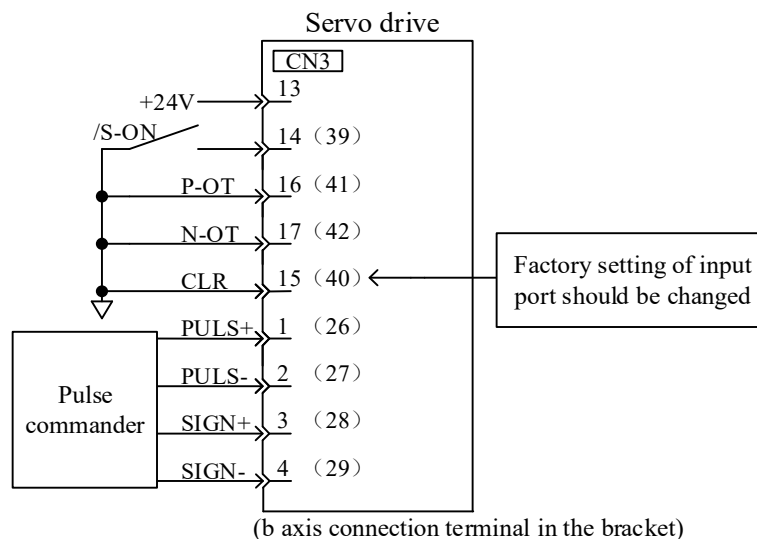 Servo drive
CN3
+24V 13
/S-ON 14（39）
P-OT 16（41）
N-OT 17（42）
CLR 15（40）
Factory setting of input
port should be changed
PULS+ 1（26）
PULS- 2（27）
Pulse
commander
SIGN+ 3（28）
SIGN- 4（29）
(b axis connection terminal in the bracket)